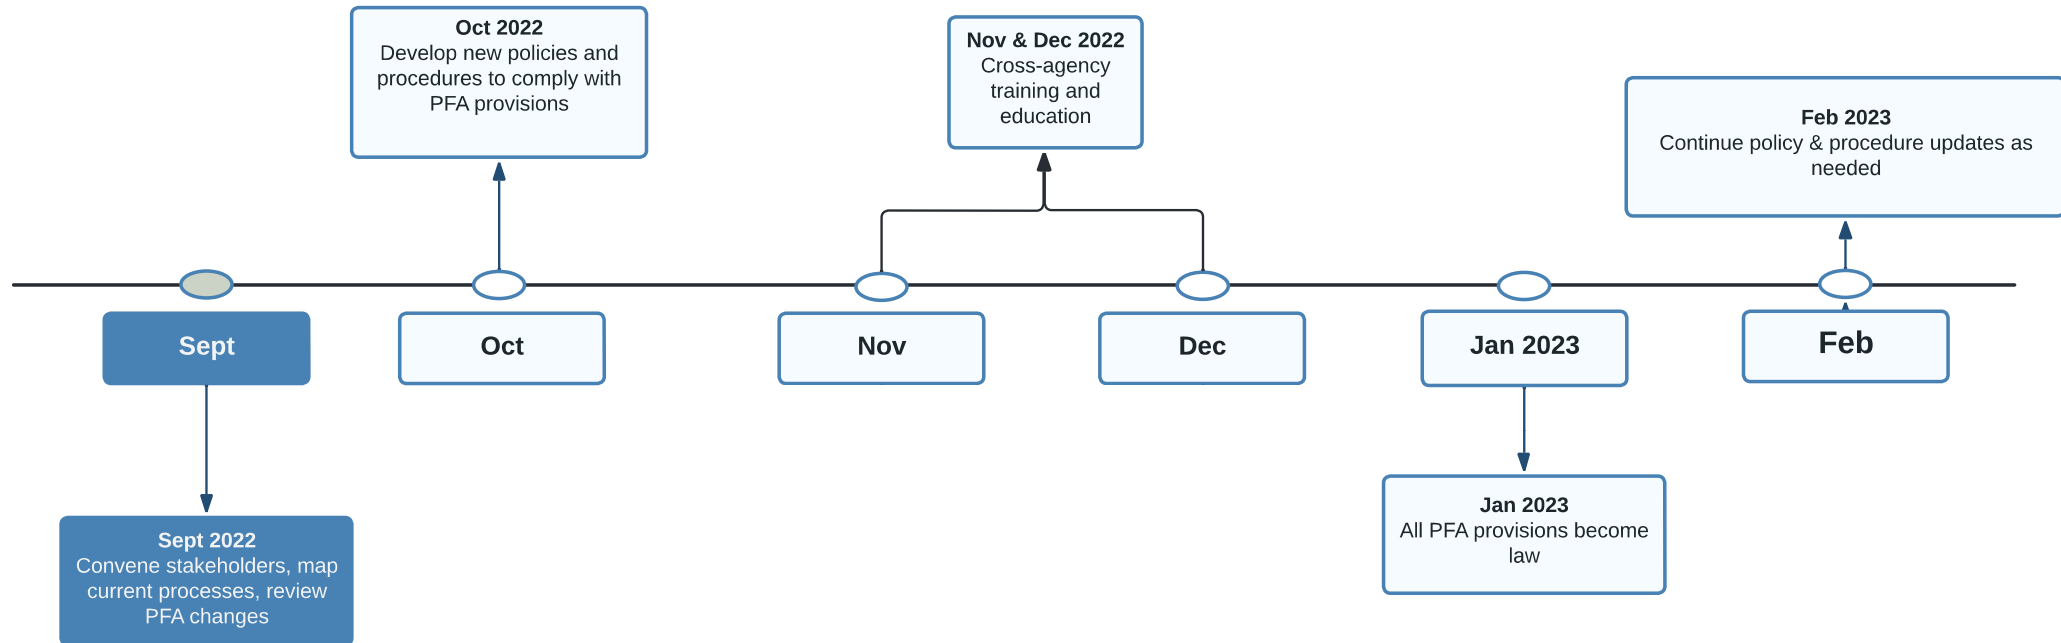 Oct 2022
Develop new policies and
procedures to comply with
PFA provisions
Nov & Dec 2022
Cross-agency
training and
education
Feb 2023
Continue policy & procedure updates as
needed
Sept
Oct
Nov
Dec
Jan 2023
Feb
Sept 2022
Convene stakeholders, map
current processes, review
PFA changes
Jan 2023
All PFA provisions become
law